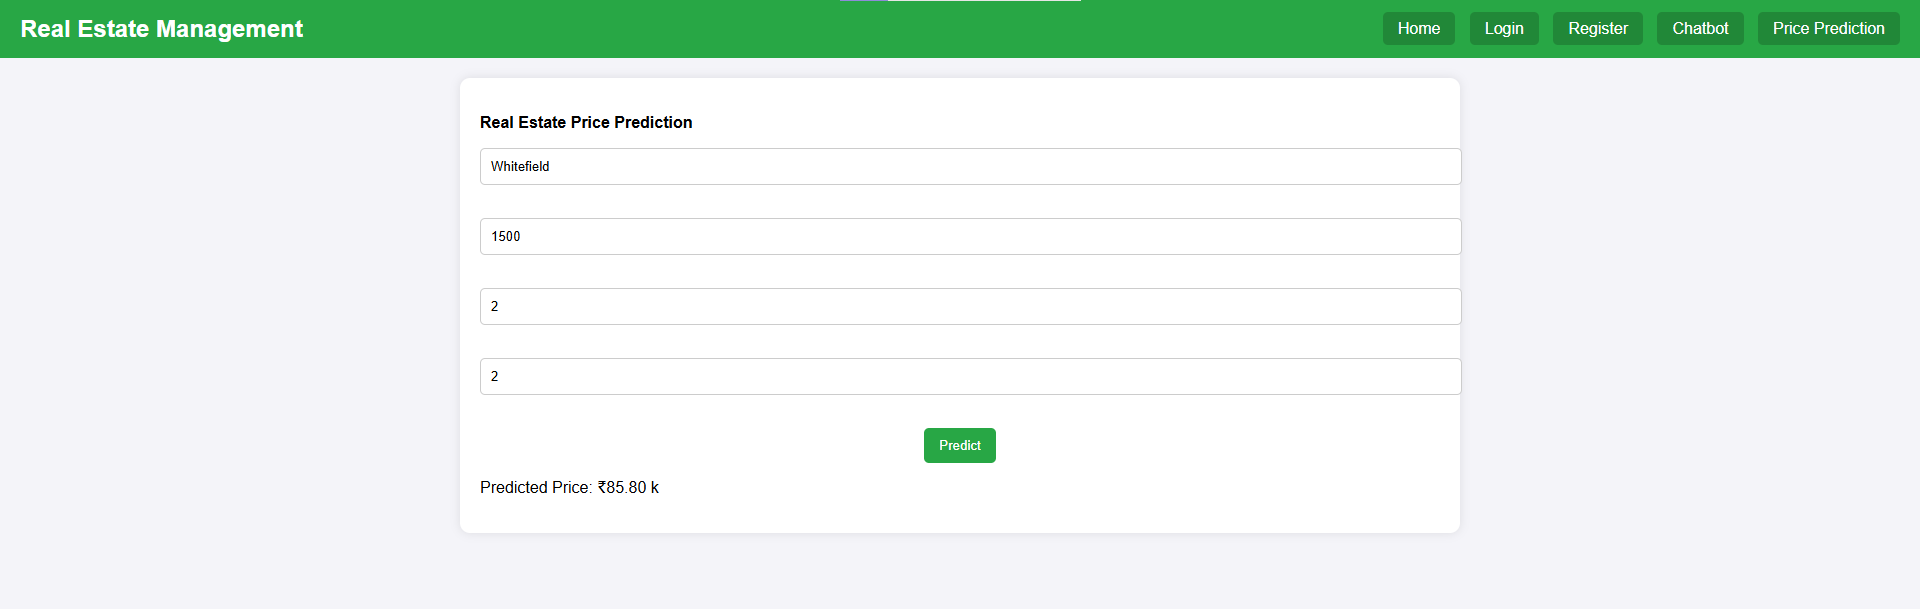 Real Estate Management
Home Login Register Chatbot Price Prediction
Real Estate Price Prediction
Whitefield
1500
2
2
Predict
Predicted Price: ₹85.80 k